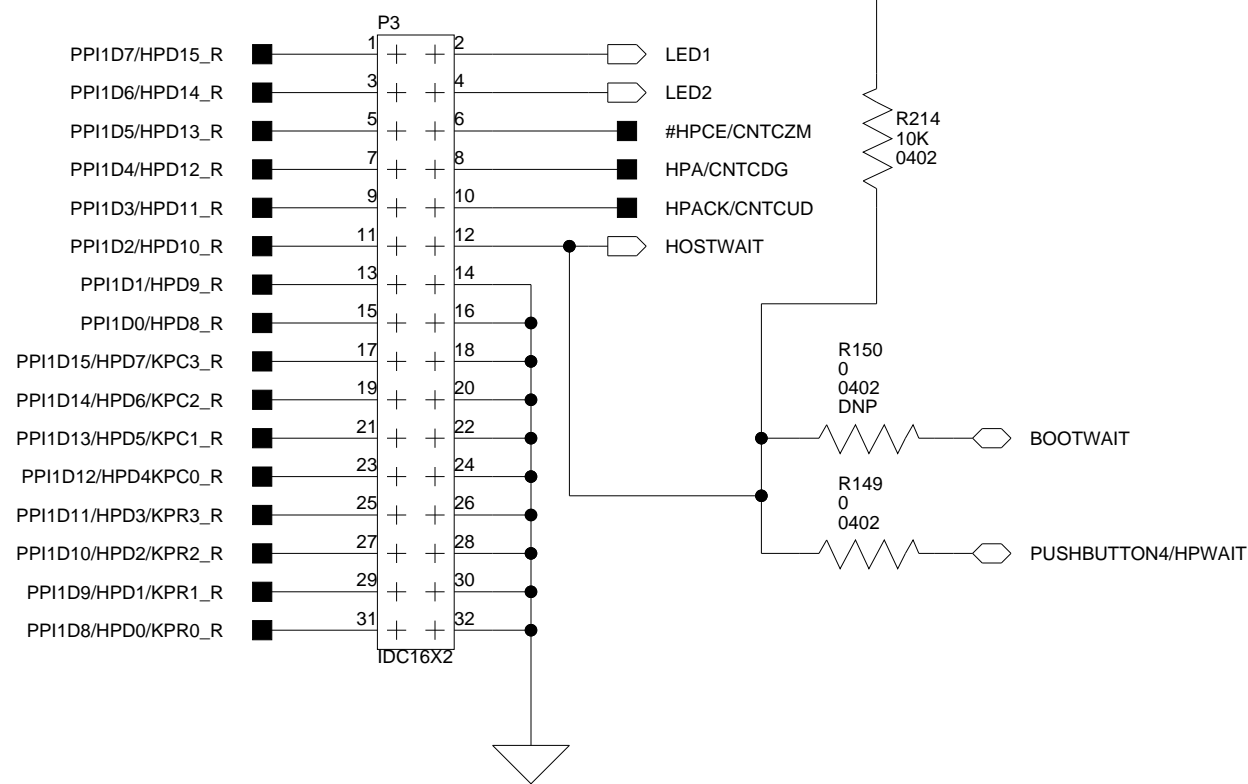 P3
PPI1D7/HPD15_R 1 2 LED1
PPI1D6/HPD14_R 3 4 LED2
PPI1D5/HPD13_R 5 6 #HPCE/CNTCZM
PPI1D4/HPD12_R 7 8 HPA/CNTCDG
PPI1D3/HPD11_R 9 10 HPACK/CNTCUD
PPI1D2/HPD10_R 11 12 HOSTWAIT
PPI1D1/HPD9_R 13 14
PPI1D0/HPD8_R 15 16
PPI1D15/HPD7/KPC3_R 17 18
PPI1D14/HPD6/KPC2_R 19 20
PPI1D13/HPD5/KPC1_R 21 22
PPI1D12/HPD4KPC0_R 23 24
PPI1D11/HPD3/KPR3_R 25 26
PPI1D10/HPD2/KPR2_R 27 28
PPI1D9/HPD1/KPR1_R 29 30
PPI1D8/HPD0/KPR0_R 31 32
IDC16X2
R214
10K
0402
R150
0
0402
DNP
BOOTWAIT
R149
0
0402
PUSHBUTTON4/HPWAIT